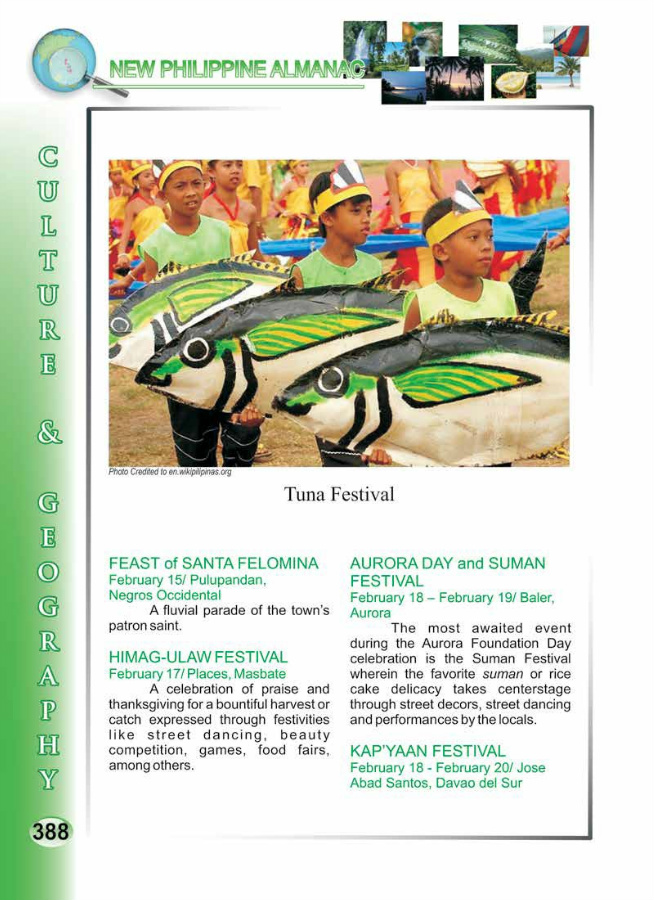 NEW PHILIPPINE ALMANAC
CULTURE & GEOGRAPHY
Photo Credited to en.wikipilipinas.org
Tuna Festival
FEAST of SANTA FELOMINA
February 15/ Pulupandan,
Negros Occidental
A fluvial parade of the town's
patron saint.
HIMAG-ULAW FESTIVAL
February 17/ Places, Masbate
A celebration of praise and
thanksgiving for a bountiful harvest or
catch expressed through festivities
like street dancing, beauty
competition, games, food fairs,
among others.
AURORA DAY and SUMAN
FESTIVAL
February 18 – February 19/ Baler,
Aurora
The most awaited event
during the Aurora Foundation Day
celebration is the Suman Festival
wherein the favorite suman or rice
cake delicacy takes centerstage
through street decors, street dancing
and performances by the locals.
KAP'YAAN FESTIVAL
February 18 - February 20/ Jose
Abad Santos, Davao del Sur
388